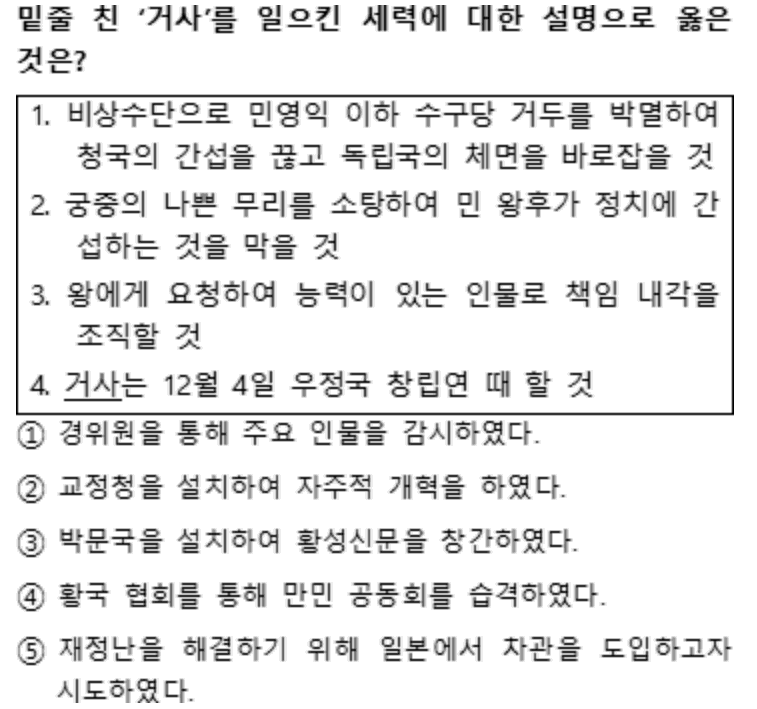 밑줄 친 ‘거사’를 일으킨 세력에 대한 설명으로 옳은
것은?
1. 비상수단으로 민영익 이하 수구당 거두를 박멸하여
청국의 간섭을 끊고 독립국의 체면을 바로잡을 것
2. 궁중의 나쁜 무리를 소탕하여 민 왕후가 정치에 간
섭하는 것을 막을 것
3. 왕에게 요청하여 능력이 있는 인물로 책임 내각을
조직할 것
4. 거사는 12월 4일 우정국 창립연 때 할 것
① 경위원을 통해 주요 인물을 감시하였다.
② 교정청을 설치하여 자주적 개혁을 하였다.
③ 박문국을 설치하여 황성신문을 창간하였다.
④ 황국 협회를 통해 만민 공동회를 습격하였다.
⑤ 재정난을 해결하기 위해 일본에서 차관을 도입하고자
시도하였다.